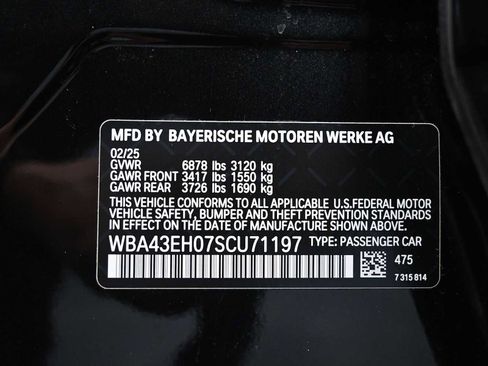 MFD BY BAYERISCHE MOTOREN WERKE AG
02/25
GVWR 6878 lbs 3120 kg
GAWR FRONT 3417 lbs 1550 kg
GAWR REAR 3726 lbs 1690 kg
THIS VEHICLE CONFORMS TO ALL APPLICABLE U.S.FEDERAL MOTOR
VEHICLE SAFETY, BUMPER AND THEFT PREVENTION STANDARDS
IN EFFECT ON THE DATE OF MANUFACTURE SHOWN ABOVE.
WBA43EH07SCU71197 TYPE: PASSENGER CAR
475
7 315 814